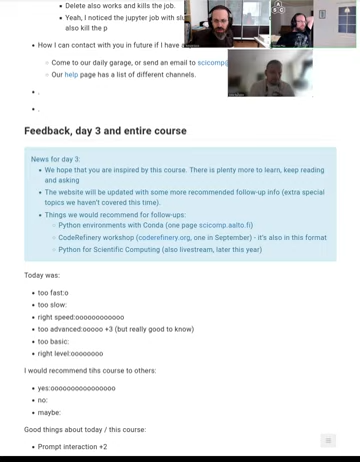 Delete also works and kills the job.
Yeah, I noticed the jupyter job with slu
also kill the p
How I can contact with you in future if I have a
Come to our daily garage, or send an email to scicomp@
Our help page has a list of different channels.
.
.
Feedback, day 3 and entire course
News for day 3:
We hope that you are inspired by this course. There is plenty more to learn, keep reading
and asking
The website will be updated with some more recommended follow-up info (extra special
topics we haven't covered this time).
Things we would recommend for follow-ups:
Python environments with Conda (one page scicomp.aalto.fi)
CodeRefinery workshop (coderefinery.org, one in September) - it's also in this format
Python for Scientific Computing (also livestream, later this year)
Today was:
too fast:o
too slow:
right speed:ooooooooooo
too advanced:ooooo +3 (but really good to know)
too basic:
right level:oooooooo
I would recommend tihs course to others:
yes:oooooooooooooooo
no:
maybe:
Good things about today / this course:
Prompt interaction +2